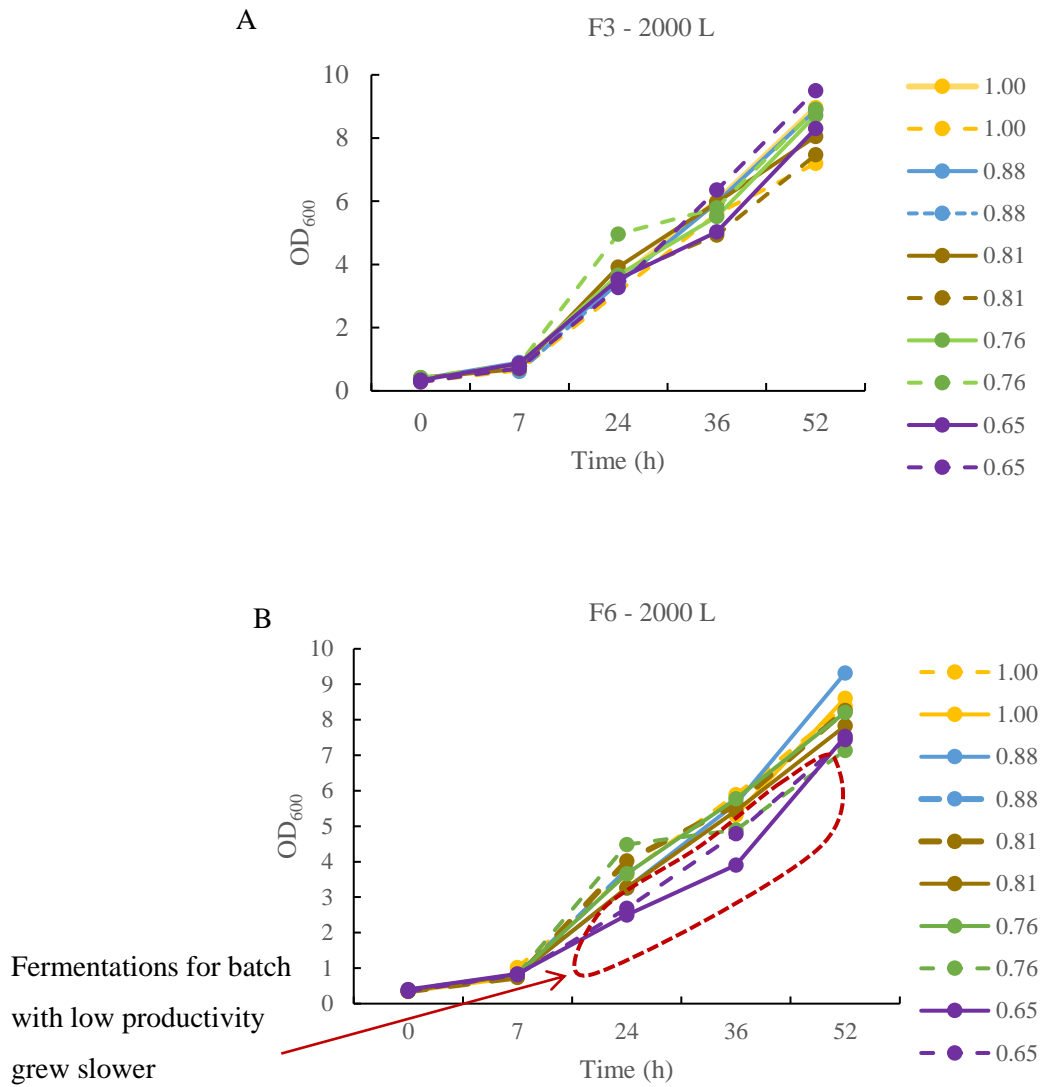 A
F3 - 2000 L
10
8
6
4
2
0
OD600
0 7 24 36 52
Time (h)
1.00
1.00
0.88
0.88
0.81
0.81
0.76
0.76
0.65
0.65
B
F6 - 2000 L
10
9
8
7
6
5
4
3
2
1
0
OD600
0 7 24 36 52
Time (h)
1.00
1.00
0.88
0.88
0.81
0.81
0.76
0.76
0.65
0.65
Fermentations for batch
with low productivity
grew slower